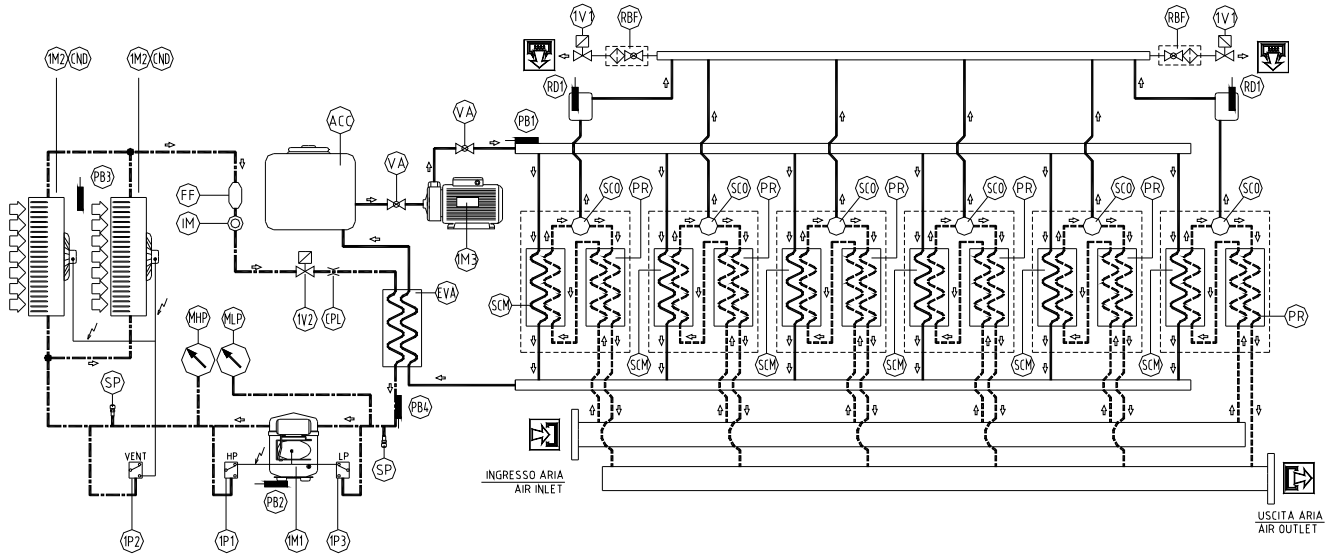 1V1
RBF
RBF
1V1
1M2 CND
1M2 CND
RD1
RD1
VA
ACC
PB1
VA
PB3
FF
SCO PR
SCO PR
SCO PR
SCO PR
SCO PR
SCO
IM
1M3
EVA
SCM
1V2
CPL
MHP
MLP
PR
SCM
SCM
SCM
SCM
SCM
SP
PB4
VENT
HP
LP
SP
INGRESSO ARIA
AIR INLET
PB2
USCITA ARIA
AIR OUTLET
1P2
1P1
1M1
1P3